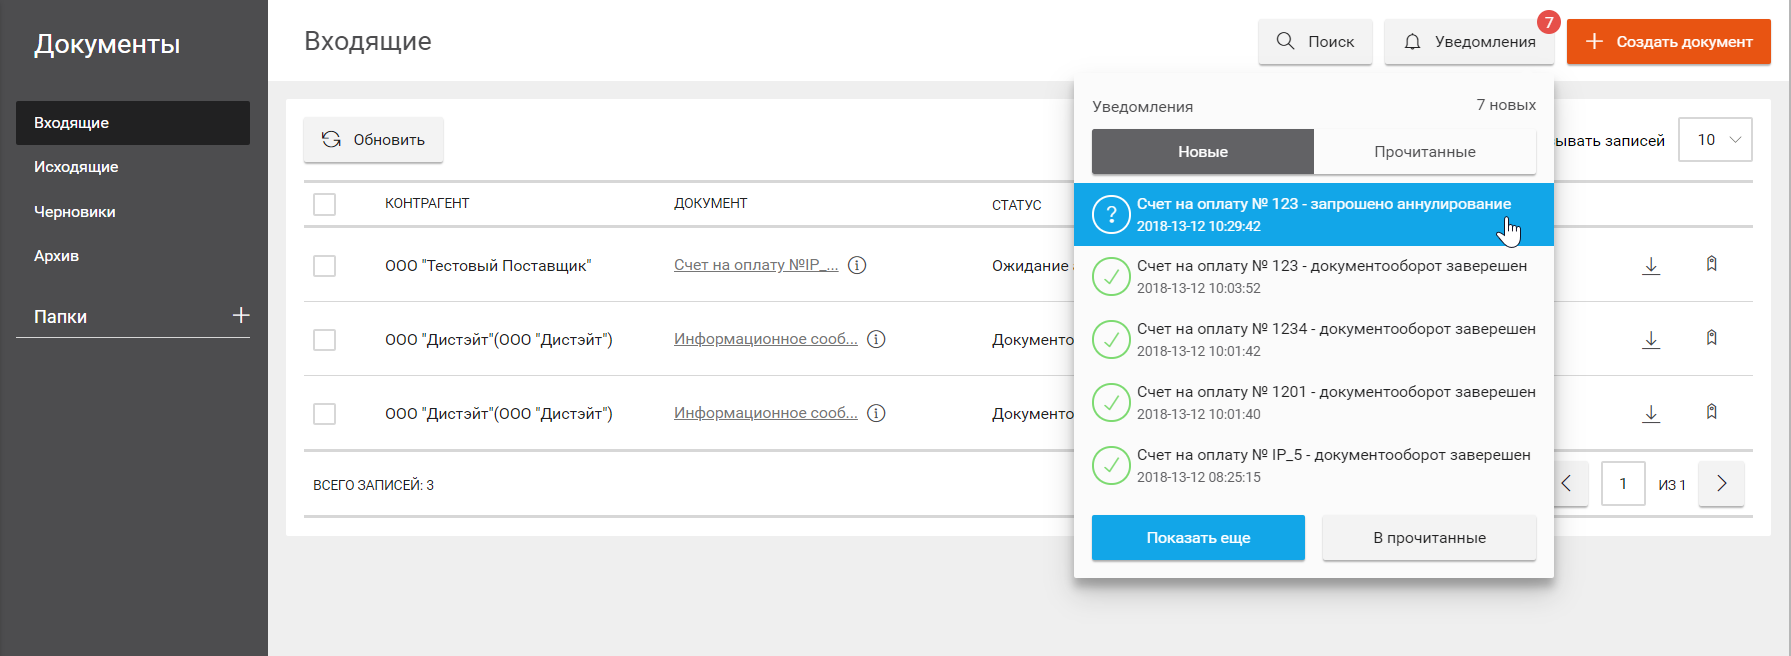 Документы
Входящие
Исходящие
Черновики
Архив
Папки
Входящие
Поиск
Уведомления
7
Создать документ
Обновить
ывать записей
10
КОНТРАГЕНТ
ДОКУМЕНТ
СТАТУС
ООО "Тестовый Поставщик"
Счет на оплату №IP_...
Ожидание
ООО "Дистэйт"(ООО "Дистэйт")
Информационное сооб...
Документо
ООО "Дистэйт"(ООО "Дистэйт")
Информационное сооб...
Документо
ВСЕГО ЗАПИСЕЙ: 3
1
ИЗ 1
Уведомления
7 новых
Новые
Прочитанные
?
Счет на оплату № 123 - запрошено аннулирование
2018-13-12 10:29:42
Счет на оплату № 123 - документооборот заверешен
2018-13-12 10:03:52
Счет на оплату № 1234 - документооборот заверешен
2018-13-12 10:01:42
Счет на оплату № 1201 - документооборот заверешен
2018-13-12 10:01:40
Счет на оплату № IP_5 - документооборот заверешен
2018-13-12 08:25:15
Показать еще
В прочитанные